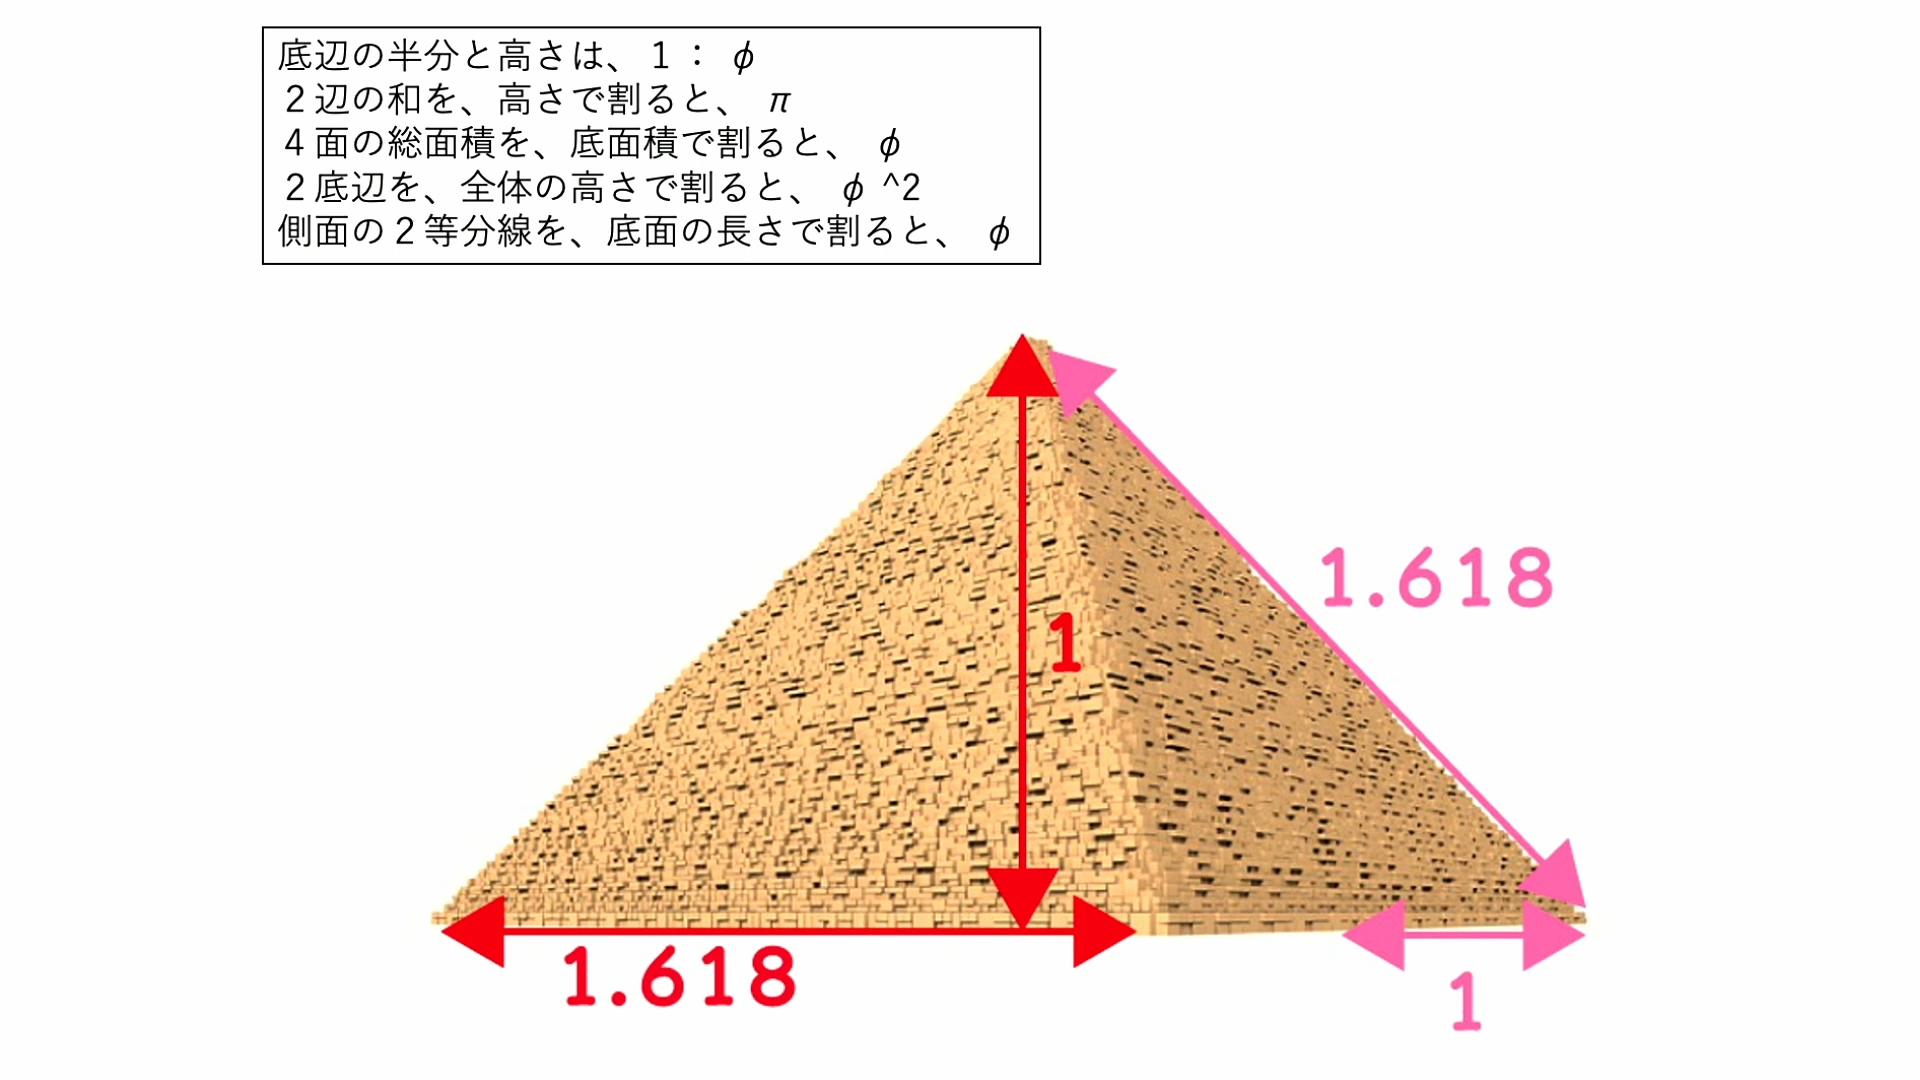 底辺の半分と高さは、1： φ
２辺の和を、高さで割ると、 π
４面の総面積を、底面積で割ると、 φ
２底辺を、全体の高さで割ると、 φ ^2
側面の２等分線を、底面の長さで割ると、 φ
1.618
1
1.618
1